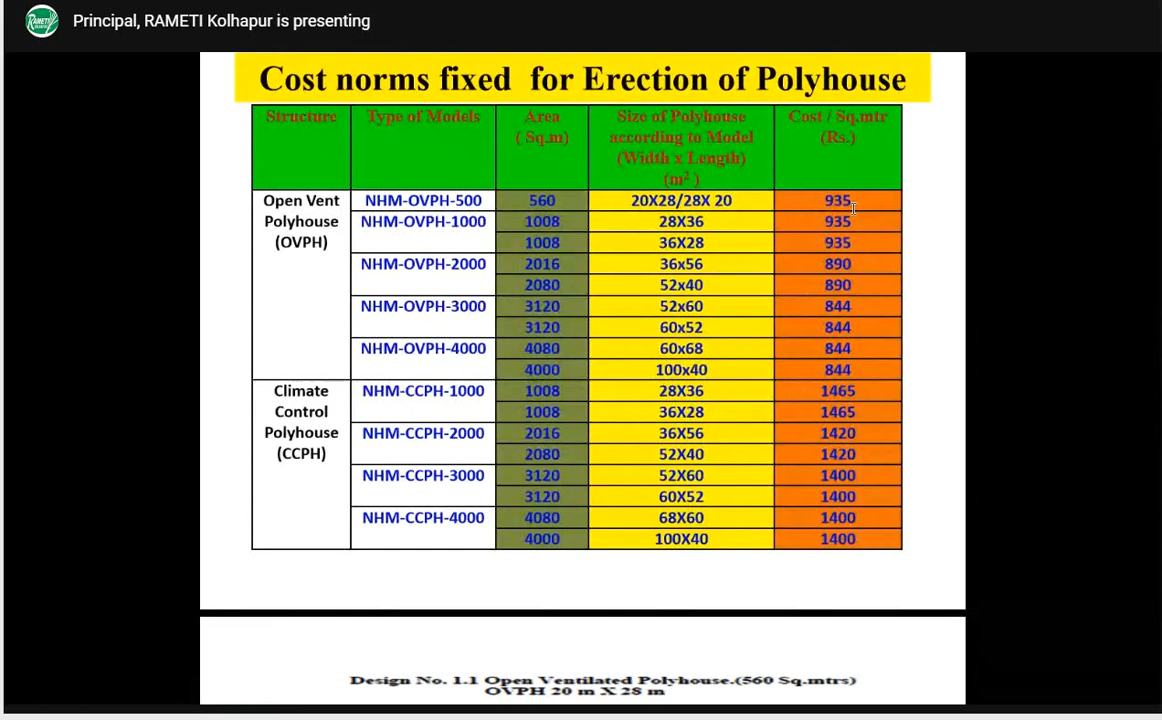 RAMETI
Principal, RAMETI Kolhapur is presenting
Cost norms fixed for Erection of Polyhouse
Structure Type of Models Area ( Sq.m) Size of Polyhouse according to Model (Width x Length) (m²) Cost / Sq.mtr (Rs.)
Open Vent Polyhouse (OVPH) NHM-OVPH-500 560 20X28/28X 20 935
NHM-OVPH-1000 1008 28X36 935
1008 36X28 935
NHM-OVPH-2000 2016 36x56 890
2080 52x40 890
NHM-OVPH-3000 3120 52x60 844
3120 60x52 844
NHM-OVPH-4000 4080 60x68 844
4000 100x40 844
Climate Control Polyhouse (CCPH) NHM-CCPH-1000 1008 28X36 1465
1008 36X28 1465
NHM-CCPH-2000 2016 36X56 1420
2080 52X40 1420
NHM-CCPH-3000 3120 52X60 1400
3120 60X52 1400
NHM-CCPH-4000 4080 68X60 1400
4000 100X40 1400
Design No. 1.1 Open Ventilated Polyhouse.(560 Sq.mtrs)
OVPH 20 m X 28 m